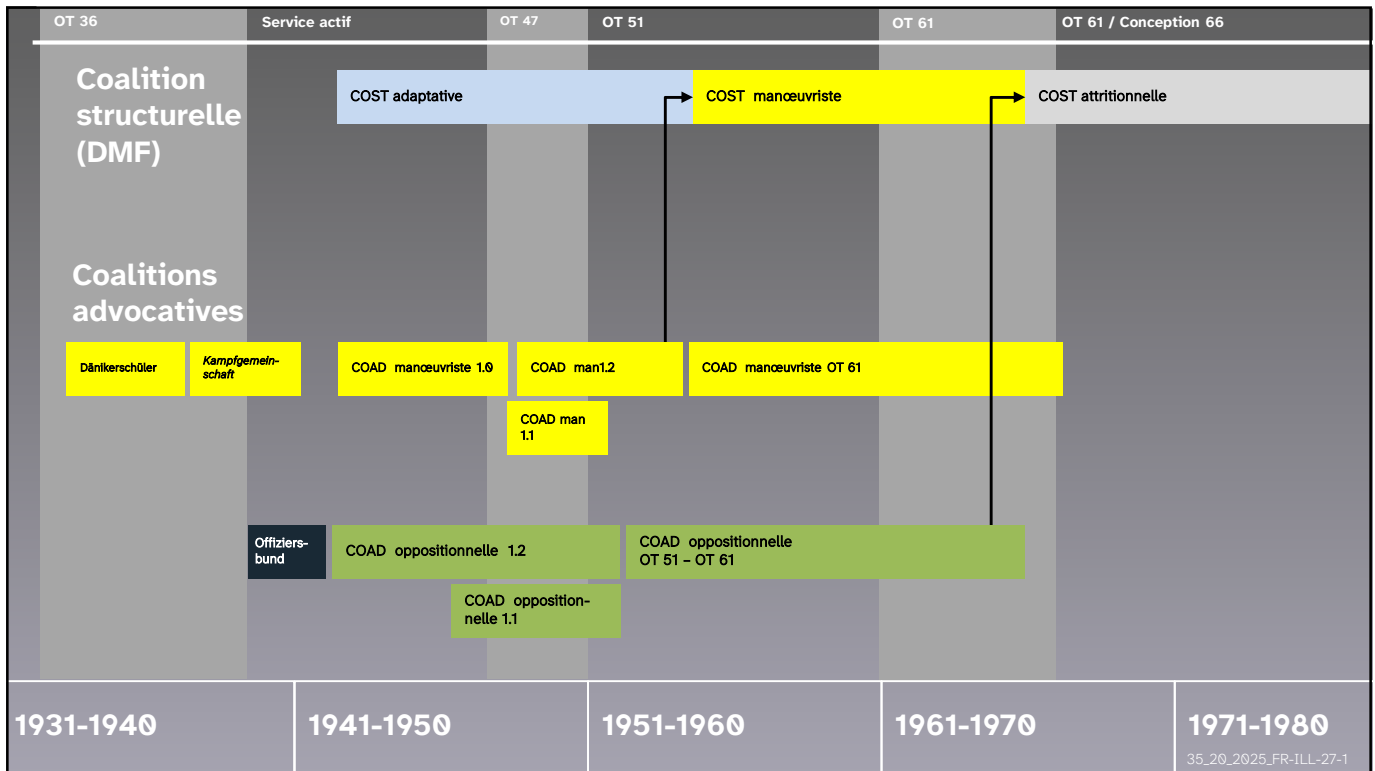 OT 36
Service actif
OT 47
OT 51
OT 61
OT 61 / Conception 66
Coalition
structurelle
(DMF)
COST adaptative
COST manœuvriste
COST attritionnelle
Coalitions
advocatives
Dänikerschüler
Kampfgemein-
schaft
COAD manœuvriste 1.0
COAD man1.2
COAD manœuvriste OT 61
COAD man
1.1
Offiziers-
bund
COAD oppositionnelle 1.2
COAD oppositionnelle
OT 51 – OT 61
COAD opposition-
nelle 1.1
1931-1940
1941-1950
1951-1960
1961-1970
1971-1980
35_20_2025_FR-ILL-27-1